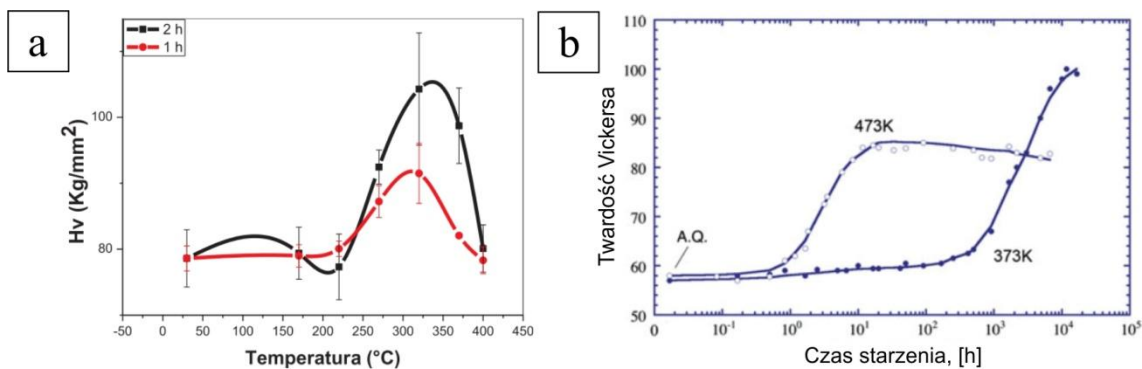 a
2 h
1 h
100
80
Hv (Kg/mm²)
-50 0 50 100 150 200 250 300 350 400 450
Temperatura (°C)
b
110
100
90
80
70
60
50
Twardość Vickersa
473K
A.Q.
373K
0 10⁻¹ 10⁰ 10¹ 10² 10³ 10⁴ 10⁵
Czas starzenia, [h]